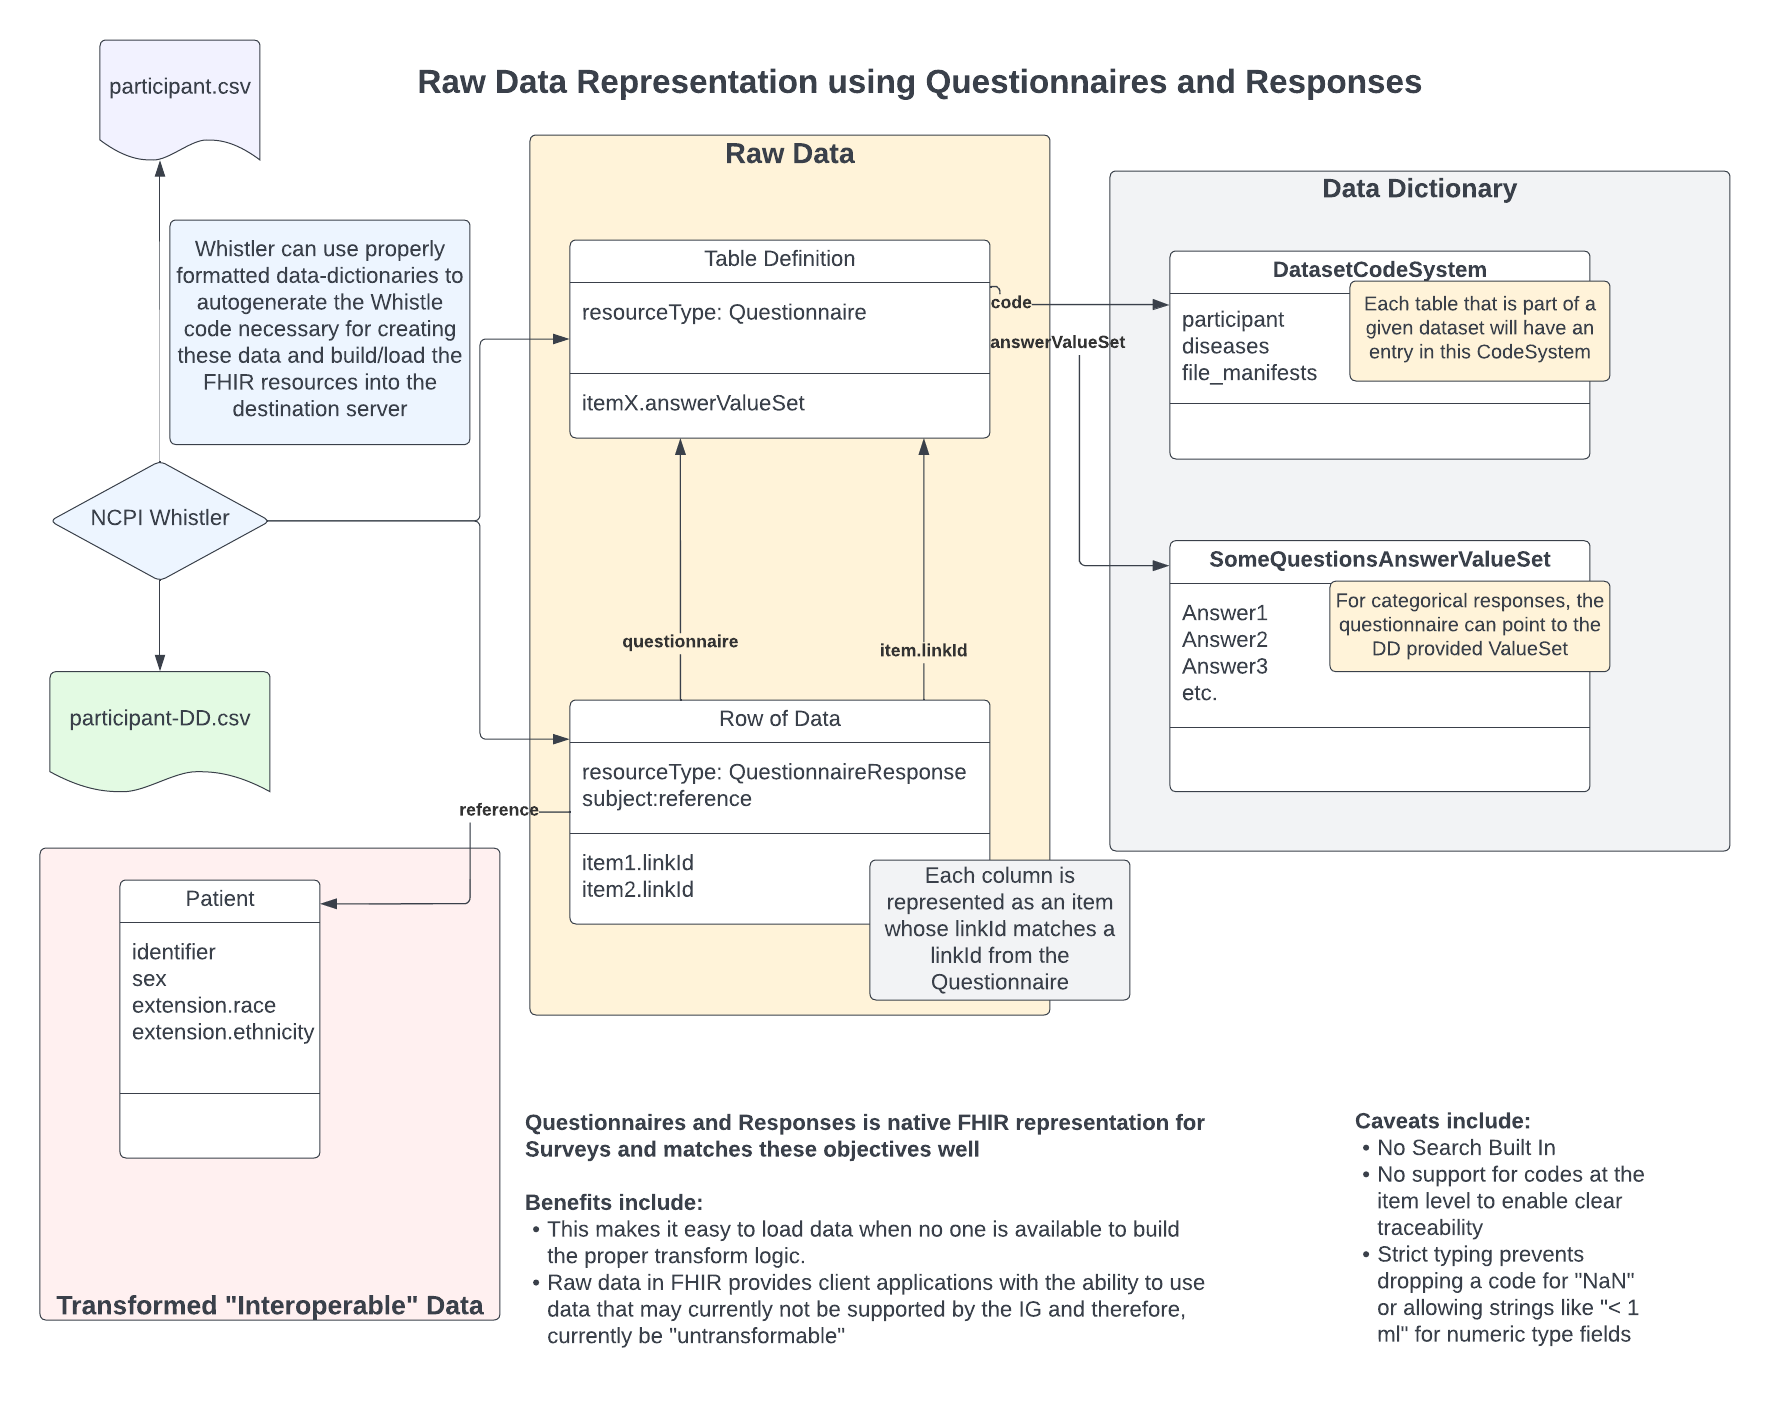 participant.csv
Raw Data Representation using Questionnaires and Responses
Whistler can use properly
formatted data-dictionaries to
autogenerate the Whistle
code necessary for creating
these data and build/load the
FHIR resources into the
destination server
NCPI Whistler
participant-DD.csv
Raw Data
Table Definition
resourceType: Questionnaire
itemX.answerValueSet
code
answerValueSet
questionnaire
item.linkId
Row of Data
resourceType: QuestionnaireResponse
subject:reference
item1.linkId
item2.linkId
Each column is
represented as an item
whose linkId matches a
linkId from the
Questionnaire
reference
Data Dictionary
DatasetCodeSystem
participant
diseases
file_manifests
Each table that is part of a
given dataset will have an
entry in this CodeSystem
SomeQuestionsAnswerValueSet
Answer1
Answer2
Answer3
etc.
For categorical responses, the
questionnaire can point to the
DD provided ValueSet
Patient
identifier
sex
extension.race
extension.ethnicity
Transformed "Interoperable" Data
Questionnaires and Responses is native FHIR representation for
Surveys and matches these objectives well
Benefits include:
• This makes it easy to load data when no one is available to build
the proper transform logic.
• Raw data in FHIR provides client applications with the ability to use
data that may currently not be supported by the IG and therefore,
currently be "untransformable"
Caveats include:
• No Search Built In
• No support for codes at the
item level to enable clear
traceability
• Strict typing prevents
dropping a code for "NaN"
or allowing strings like "< 1
ml" for numeric type fields